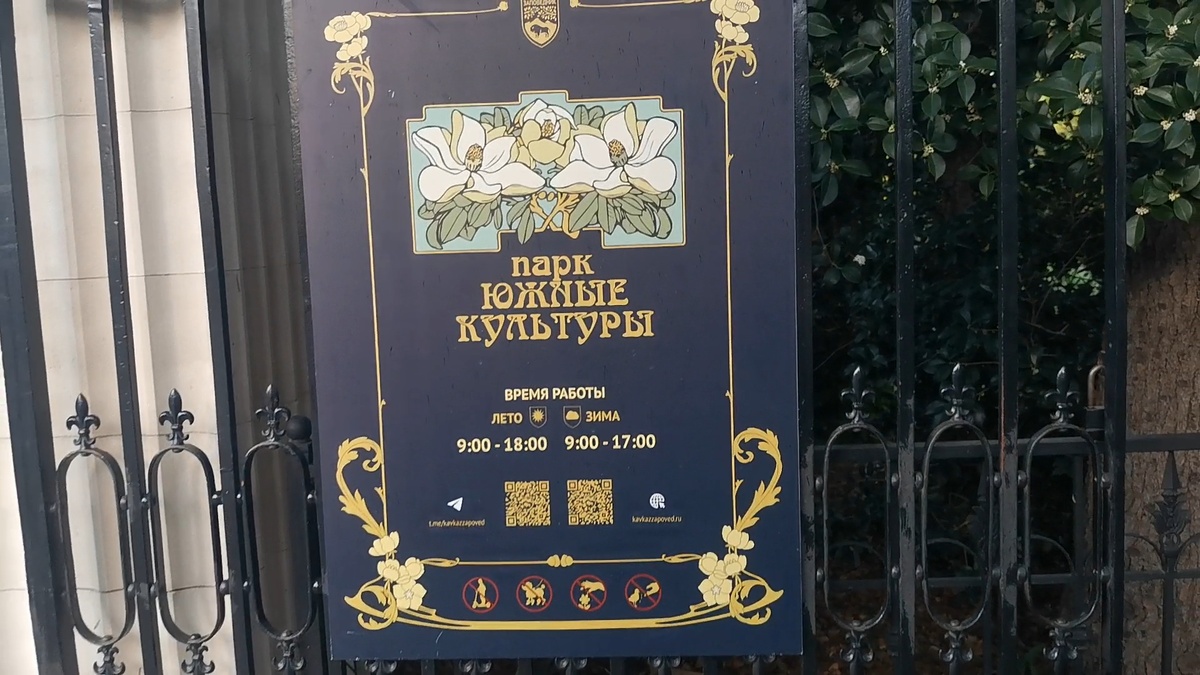 ЗАПОВЕДНИК
парк
ЮЖНЫЕ
КУЛЬТУРЫ
ВРЕМЯ РАБОТЫ
ЛЕТО ЗИМА
9:00 - 18:00 9:00 - 17:00
t.me/kavkazzapoved kavkazzapoved.ru